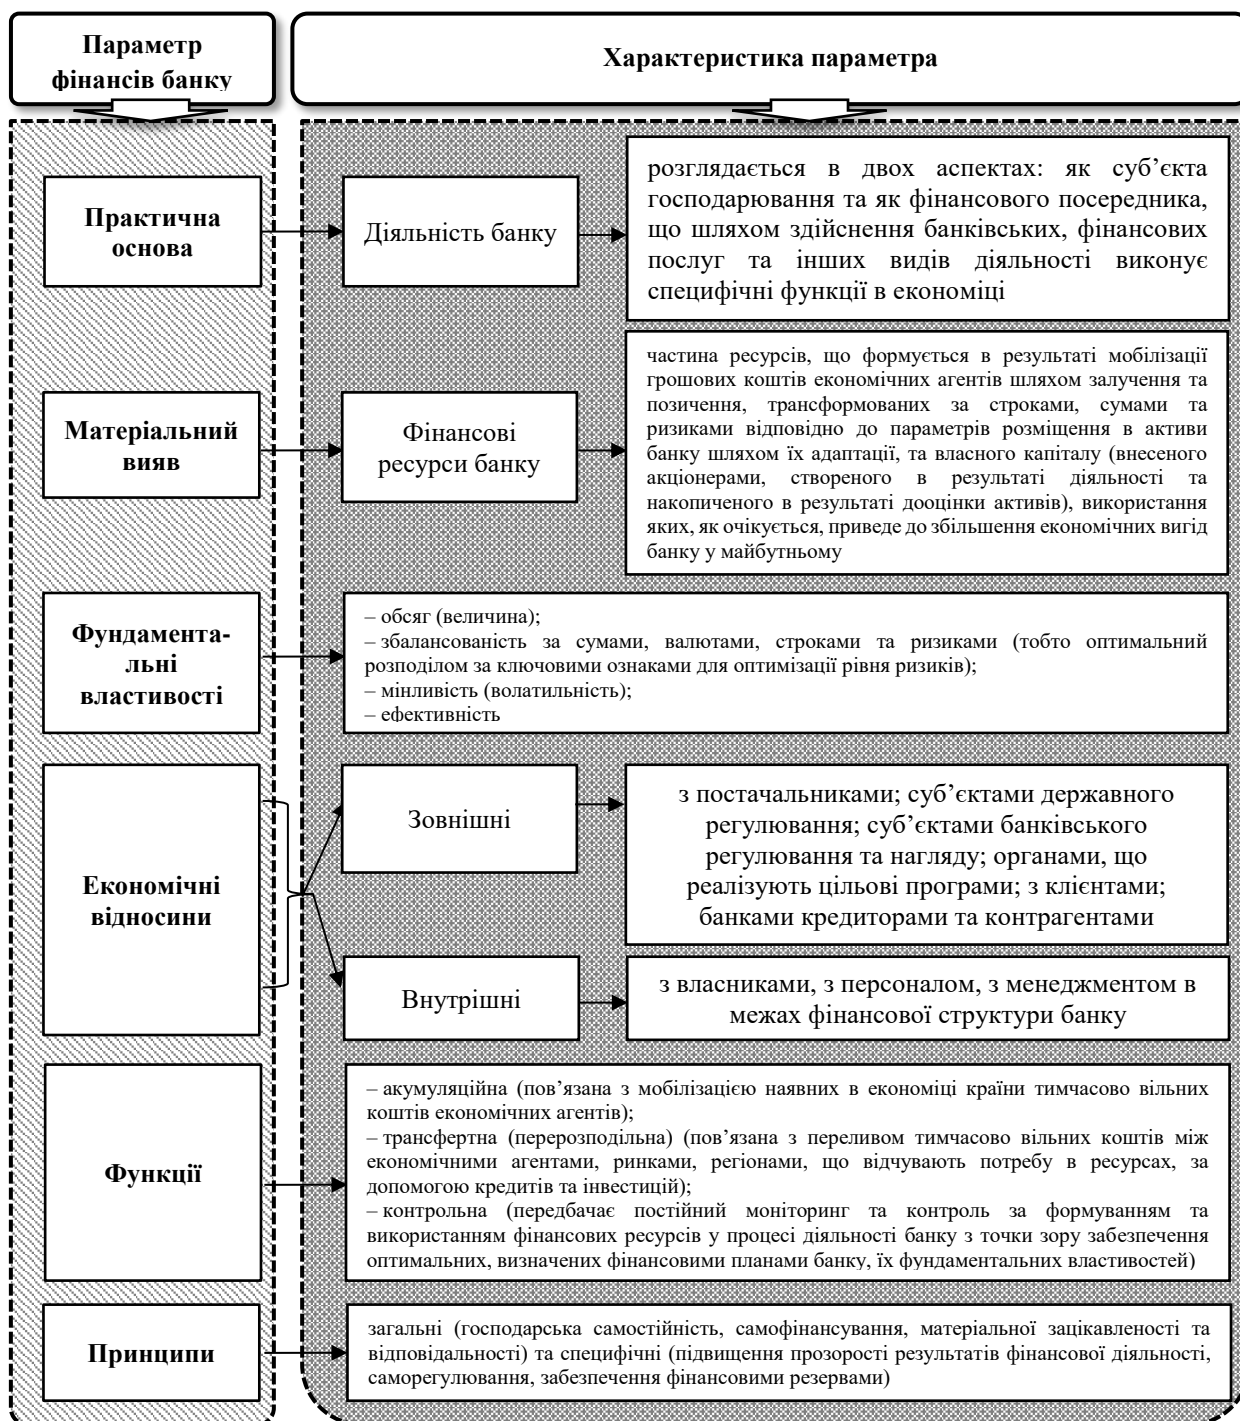 Параметр
фінансів банку
Характеристика параметра
Практична
основа
Діяльність банку
розглядається в двох аспектах: як суб’єкта
господарювання та як фінансового посередника,
що шляхом здійснення банківських, фінансових
послуг та інших видів діяльності виконує
специфічні функції в економіці
Матеріальний
вияв
Фінансові
ресурси банку
частина ресурсів, що формується в результаті мобілізації
грошових коштів економічних агентів шляхом залучення та
позичення, трансформованих за строками, сумами та
ризиками відповідно до параметрів розміщення в активи
банку шляхом їх адаптації, та власного капіталу (внесеного
акціонерами, створеного в результаті діяльності та
накопиченого в результаті дооцінки активів), використання
яких, як очікується, приведе до збільшення економічних вигід
банку у майбутньому
Фундамента-
льні
властивості
– обсяг (величина);
– збалансованість за сумами, валютами, строками та ризиками (тобто оптимальний
розподілом за ключовими ознаками для оптимізації рівня ризиків);
– мінливість (волатильність);
– ефективність
Економічні
відносини
Зовнішні
з постачальниками; суб’єктами державного
регулювання; суб’єктами банківського
регулювання та нагляду; органами, що
реалізують цільові програми; з клієнтами;
банками кредиторами та контрагентами
Внутрішні
з власниками, з персоналом, з менеджментом в
межах фінансової структури банку
Функції
– акумуляційна (пов’язана з мобілізацією наявних в економіці країни тимчасово вільних
коштів економічних агентів);
– трансфертна (перерозподільна) (пов’язана з переливом тимчасово вільних коштів між
економічними агентами, ринками, регіонами, що відчувають потребу в ресурсах, за
допомогою кредитів та інвестицій);
– контрольна (передбачає постійний моніторинг та контроль за формуванням та
використанням фінансових ресурсів у процесі діяльності банку з точки зору забезпечення
оптимальних, визначених фінансовими планами банку, їх фундаментальних властивостей)
Принципи
загальні (господарська самостійність, самофінансування, матеріальної зацікавленості та
відповідальності) та специфічні (підвищення прозорості результатів фінансової діяльності,
саморегулювання, забезпечення фінансовими резервами)